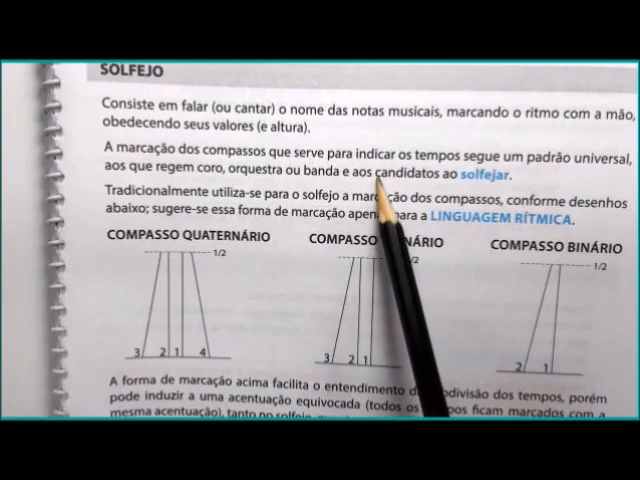 SOLFEJO
Consiste em falar (ou cantar) o nome das notas musicais, marcando o ritmo com a mão,
obedecendo seus valores (e altura).
A marcação dos compassos que serve para indicar os tempos segue um padrão universal,
aos que regem coro, orquestra ou banda e aos candidatos ao solfejar.
Tradicionalmente utiliza-se para o solfejo a mar ção dos compassos, conforme desenhos
abaixo; sugere-se essa forma de marcação apen para a LINGUAGEM RÍTMICA.
COMPASSO QUATERNÁRIO COMPASSO NÁRIO COMPASSO BINÁRIO
1/2 /2 1/2
3 2 1 4 3 2 1 2 1
A forma de marcação acima facilita o entendimento d bdivisão dos tempos, porém
pode induzir a uma acentuação equivocada (todos os pos ficam marcados com a
mesma acentuação), tanto no solfejo